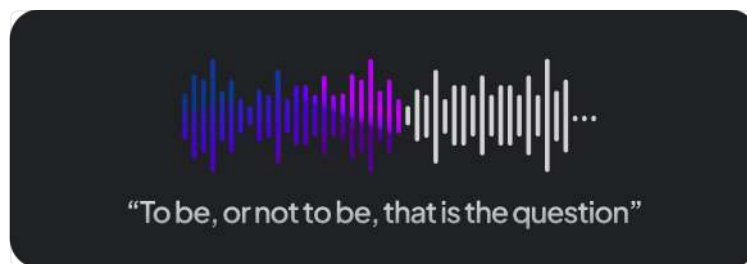 “To be, or not to be, that is the question”